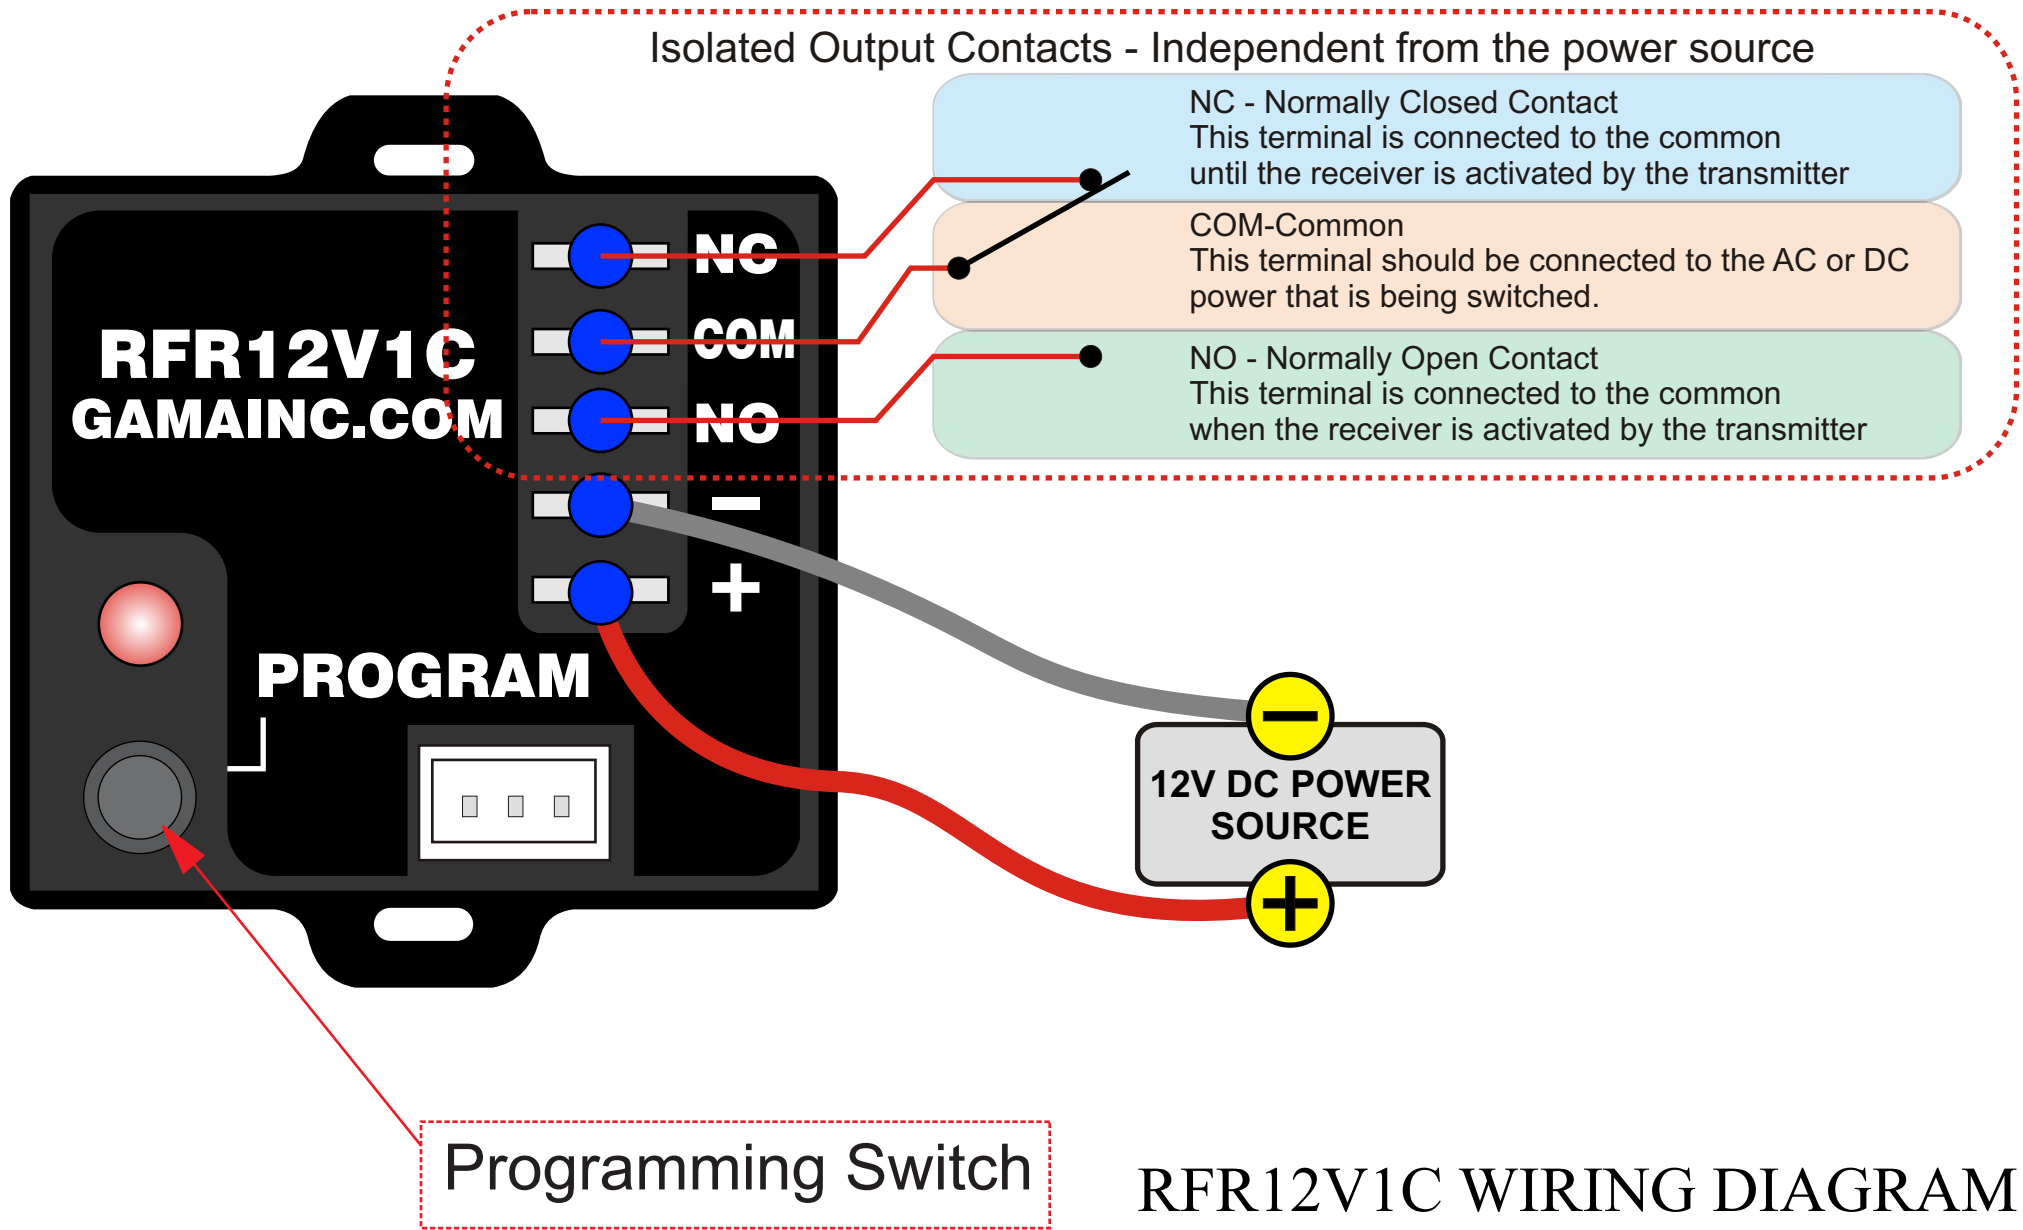 Isolated Output Contacts - Independent from the power source
NC - Normally Closed Contact
This terminal is connected to the common
until the receiver is activated by the transmitter
COM-Common
This terminal should be connected to the AC or DC
power that is being switched.
NO - Normally Open Contact
This terminal is connected to the common
when the receiver is activated by the transmitter
NC
COM
NO
−
+
RFR12V1C
GAMAINC.COM
PROGRAM
−
12V DC POWER
SOURCE
+
Programming Switch
RFR12V1C WIRING DIAGRAM